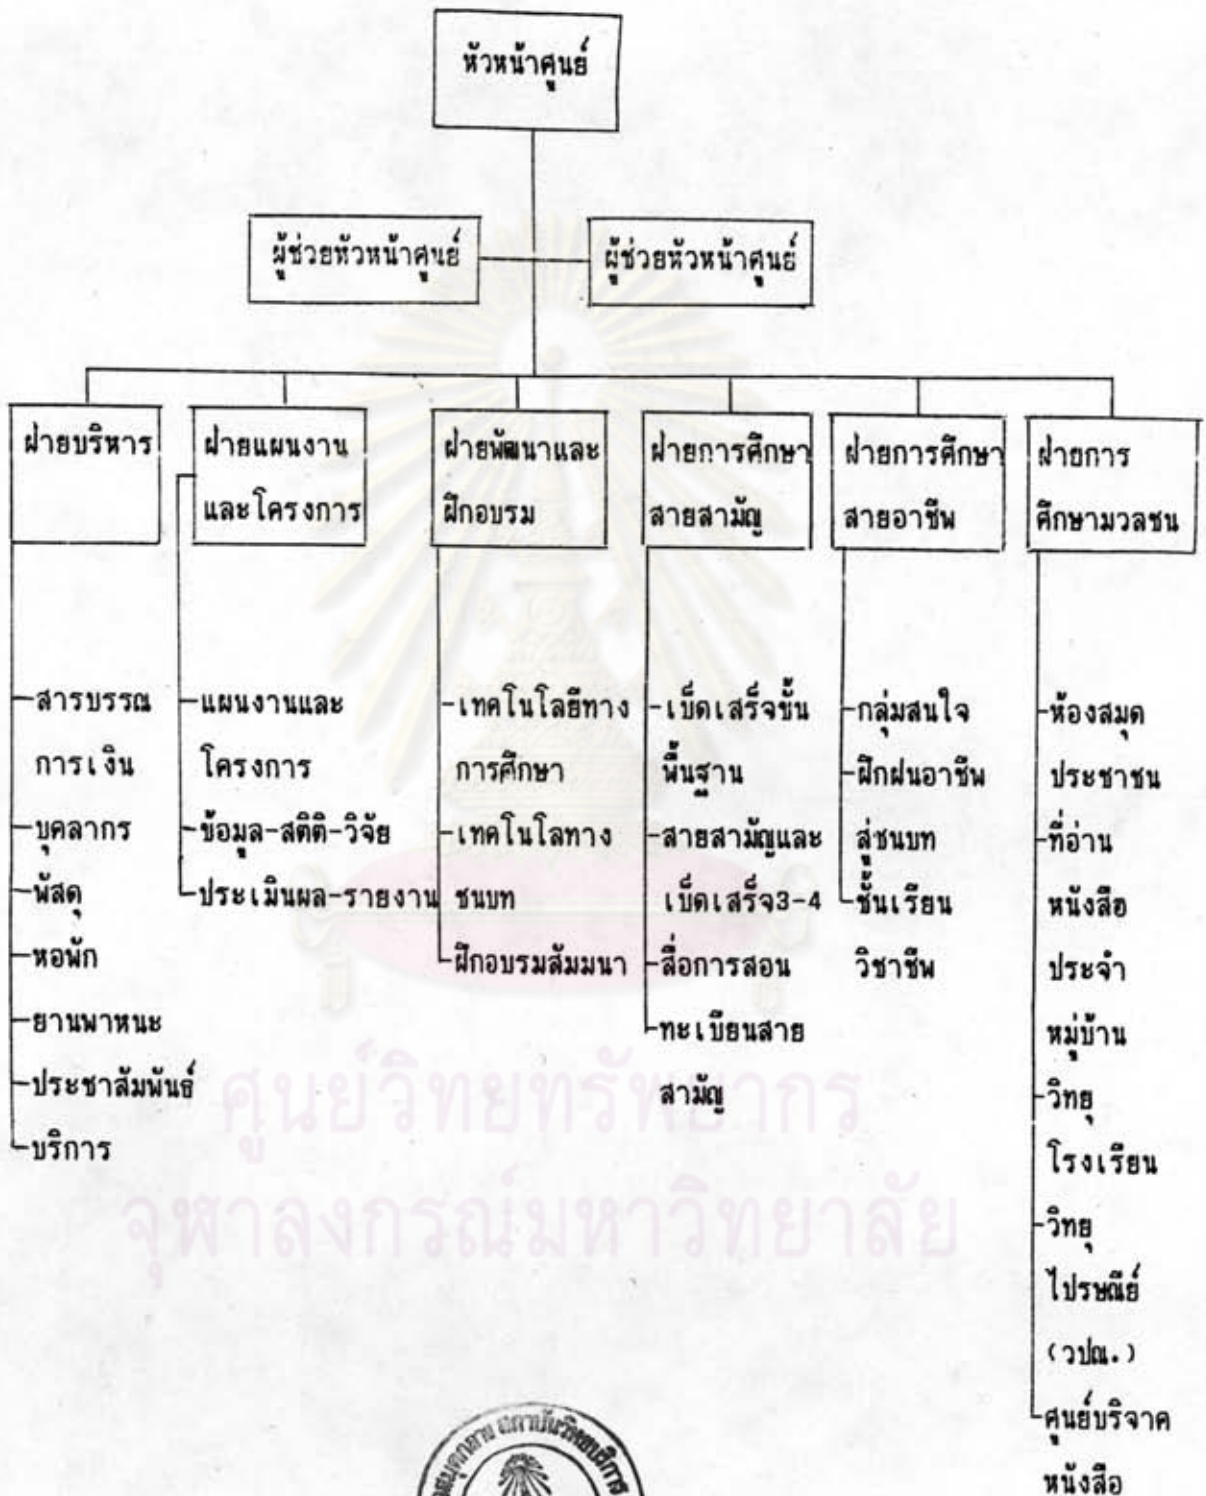 หัวหน้าศูนย์
ผู้ช่วยหัวหน้าศูนย์
ผู้ช่วยหัวหน้าศูนย์
ฝ่ายบริหาร
ฝ่ายแผนงาน
และโครงการ
ฝ่ายพัฒนาและ
ฝึกอบรม
ฝ่ายการศึกษา
สายสามัญ
ฝ่ายการศึกษา
สายอาชีพ
ฝ่ายการ
ศึกษามวลชน
-สารบรรณ
การเงิน
-บุคลากร
-พัสดุ
-หอพัก
-ยานพาหนะ
-ประชาสัมพันธ์
-บริการ
-แผนงานและ
โครงการ
-ข้อมูล-สติติ-วิจัย
-ประเมินผล-รายงาน
-เทคโนโลยีทาง
การศึกษา
-เทคโนโลทาง
ชนบท
-ฝึกอบรมสัมมนา
-เบ็ดเสร็จขั้น
พื้นฐาน
-สายสามัญและ
เบ็ดเสร็จ3-4
-สื่อการสอน
-ทะเบียนสาย
สามัญ
-กลุ่มสนใจ
-ฝึกฝนอาชีพ
สู่ชนบท
-ชั้นเรียน
วิชาชีพ
-ห้องสมุด
ประชาชน
-ที่อ่าน
หนังสือ
ประจำ
หมู่บ้าน
-วิทยุ
โรงเรียน
-วิทยุ
ไปรษณีย์
(วปณ.)
-ศูนย์บริจาค
หนังสือ
ศูนย์วิทยทรัพยากร
จุฬาลงกรณ์มหาวิทยาลัย
สถาบันวิทยบริการ